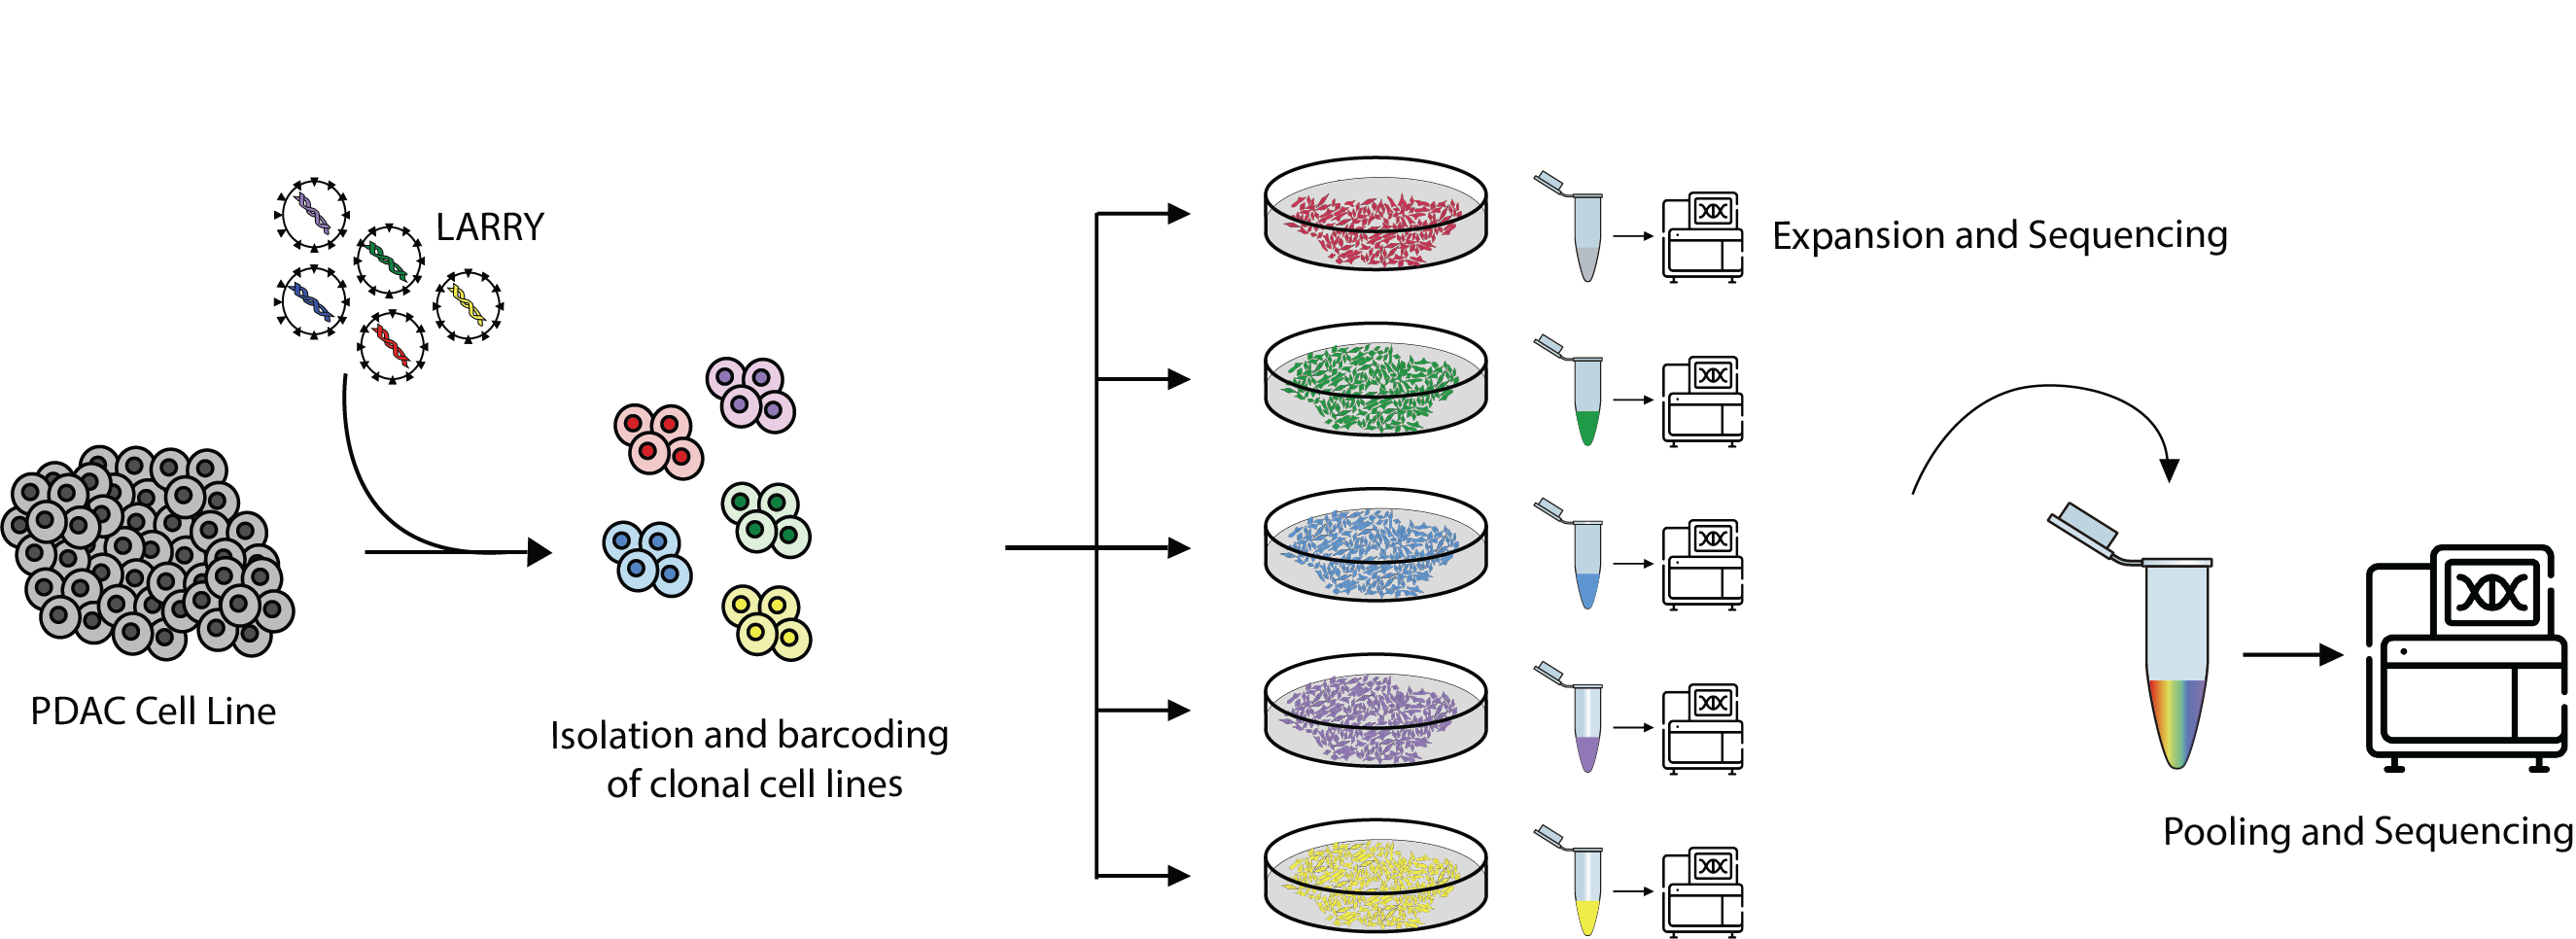 LARRY
Expansion and Sequencing
PDAC Cell Line
Isolation and barcoding
of clonal cell lines
Pooling and Sequencing